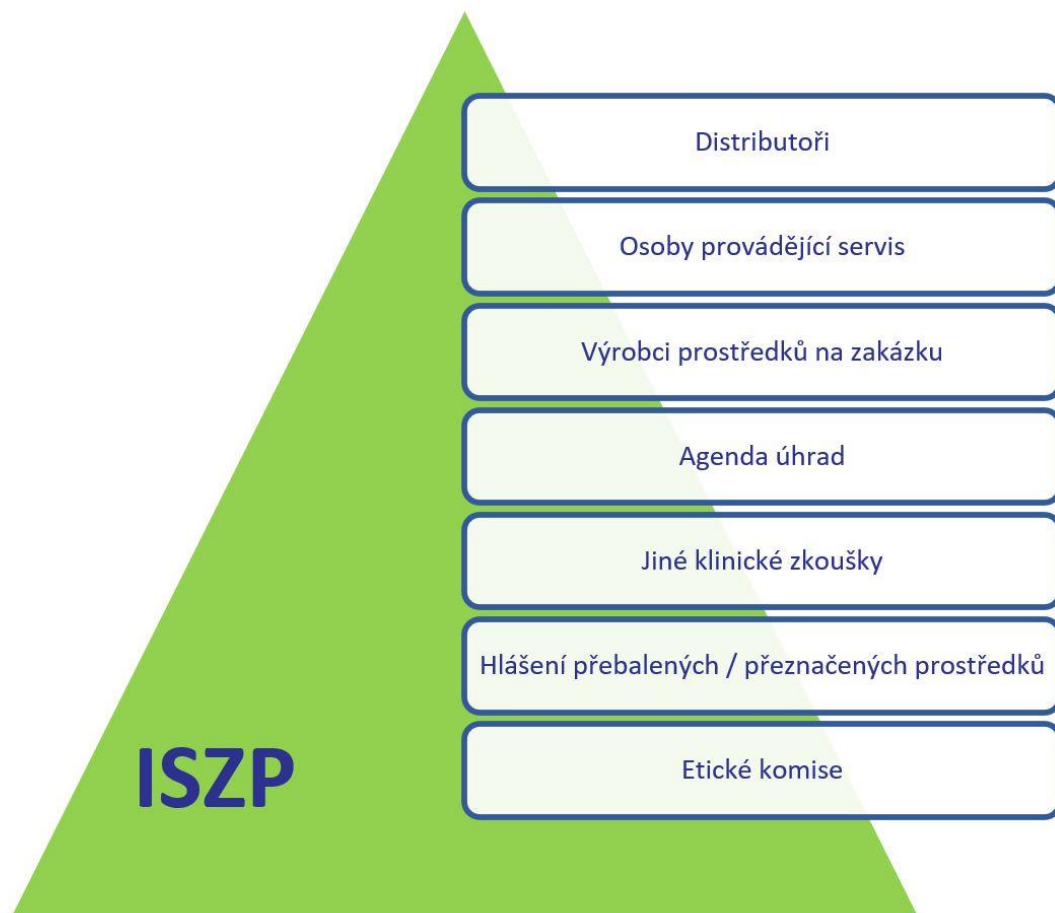 Distributoři
Osoby provádějící servis
Výrobci prostředků na zakázku
Agenda úhrad
Jiné klinické zkoušky
Hlášení přebalených / přeznačených prostředků
Etické komise
ISZP